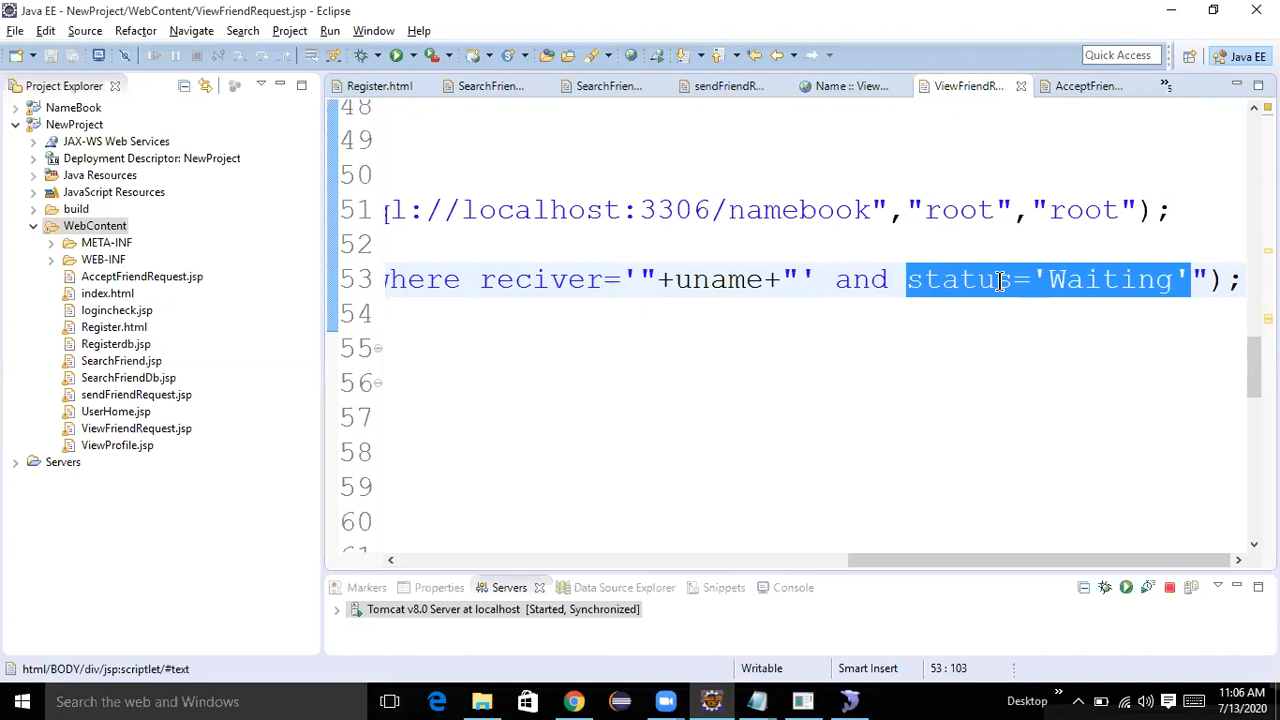 Java EE - NewProject/WebContent/ViewFriendRequest.jsp - Eclipse
File Edit Source Refactor Navigate Search Project Run Window Help
Quick Access Java EE
Project Explorer
Register.html SearchFrien... SearchFrien... sendFriendR... Name :: View... ViewFriendR... AcceptFrien... »5
NameBook
NewProject
JAX-WS Web Services
Deployment Descriptor: NewProject
Java Resources
JavaScript Resources
build
WebContent
META-INF
WEB-INF
AcceptFriendRequest.jsp
index.html
logincheck.jsp
Register.html
Registerdb.jsp
SearchFriend.jsp
SearchFriendDb.jsp
sendFriendRequest.jsp
UserHome.jsp
ViewFriendRequest.jsp
ViewProfile.jsp
Servers
48
49
50
51 ql://localhost:3306/namebook","root","root");
52
53 where reciver='"+uname+"' and status='Waiting'");
54
55
56
57
58
59
60
61
Markers Properties Servers Data Source Explorer Snippets Console
Tomcat v8.0 Server at localhost [Started, Synchronized]
html/BODY/div/jsp:scriptlet/#text Writable Smart Insert 53 : 103
Search the web and Windows Desktop 11:06 AM
7/13/2020